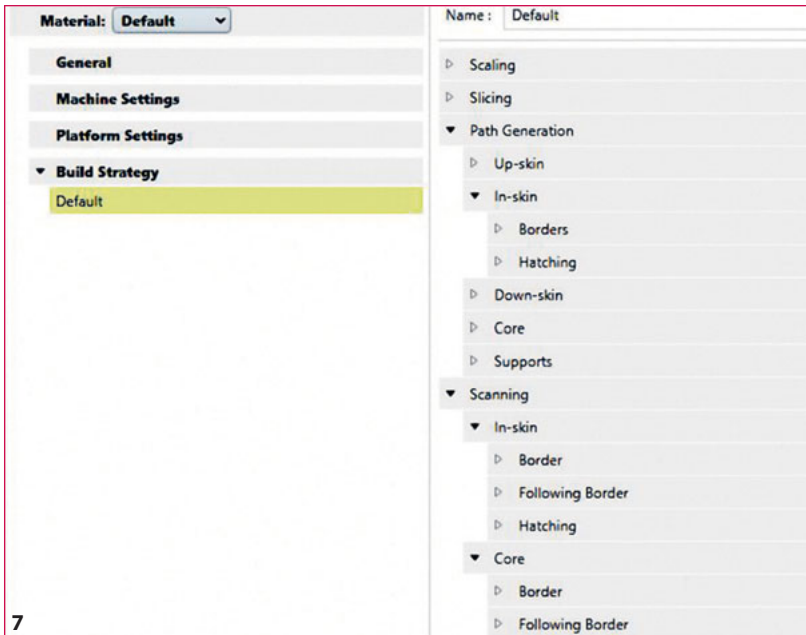 Material: Default
General
Machine Settings
Platform Settings
Build Strategy
Default
Name : Default
Scaling
Slicing
Path Generation
Up-skin
In-skin
Borders
Hatching
Down-skin
Core
Supports
Scanning
In-skin
Border
Following Border
Hatching
Core
Border
Following Border
7